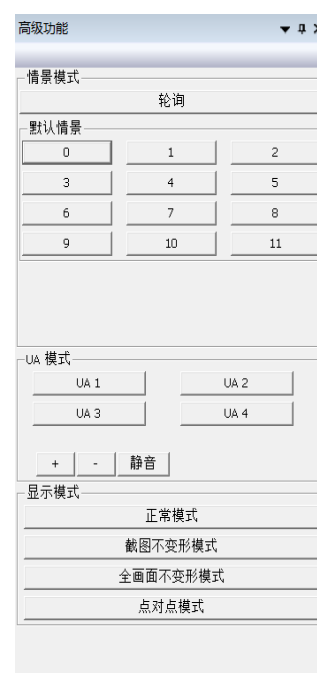 高级功能
情景模式
轮询
默认情景
0 1 2
3 4 5
6 7 8
9 10 11
UA 模式
UA 1 UA 2
UA 3 UA 4
+ - 静音
显示模式
正常模式
截图不变形模式
全画面不变形模式
点对点模式